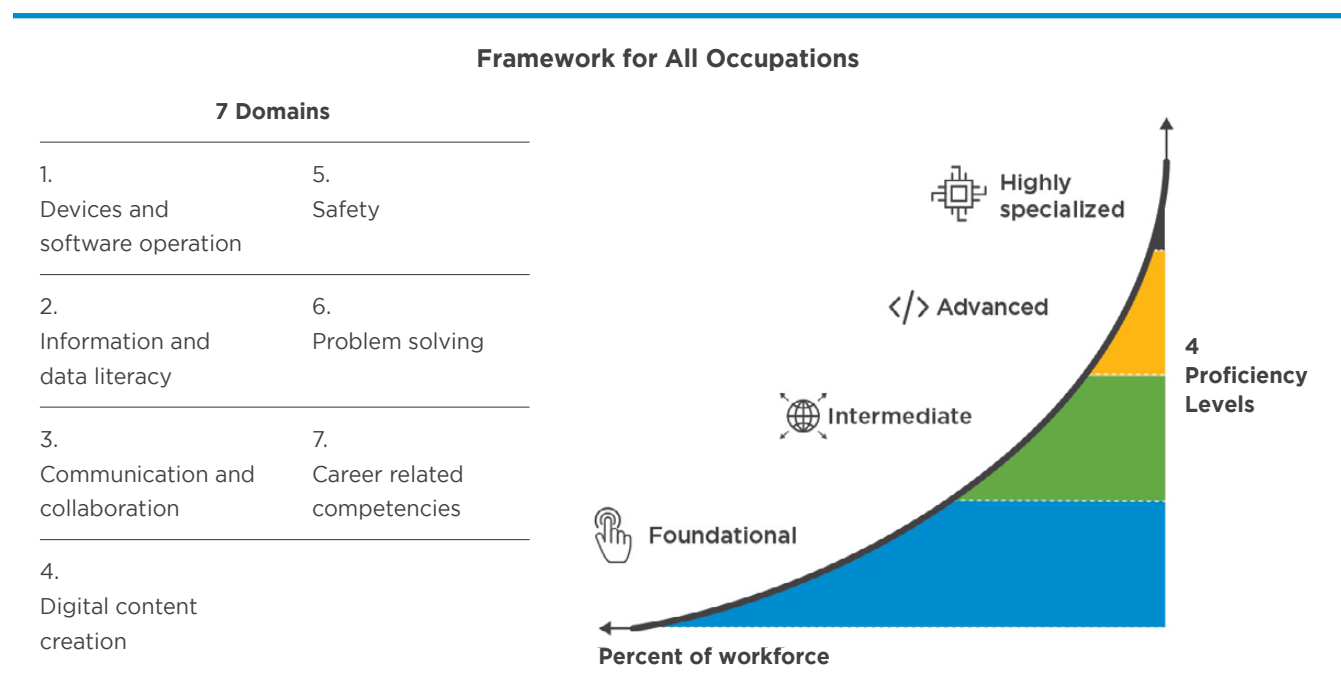 Framework for All Occupations
7 Domains
1.
Devices and
software operation
2.
Information and
data literacy
3.
Communication and
collaboration
4.
Digital content
creation
5.
Safety
6.
Problem solving
7.
Career related
competencies
Highly
specialized
</> Advanced
Intermediate
Foundational
4
Proficiency
Levels
Percent of workforce